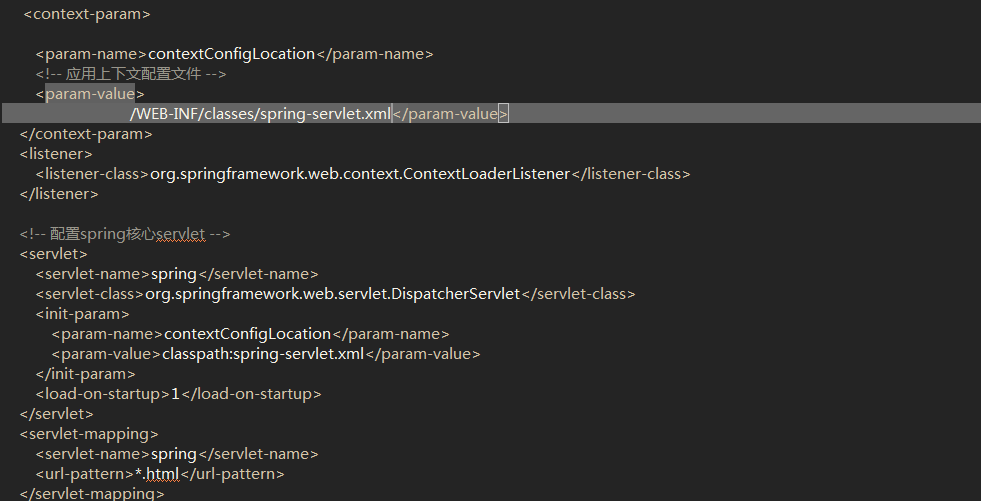 <context-param>
<param-name>contextConfigLocation</param-name>
<!-- 应用上下文配置文件 -->
<param-value>
/WEB-INF/classes/spring-servlet.xml</param-value>
</context-param>
<listener>
<listener-class>org.springframework.web.context.ContextLoaderListener</listener-class>
</listener>
<!-- 配置spring核心servlet -->
<servlet>
<servlet-name>spring</servlet-name>
<servlet-class>org.springframework.web.servlet.DispatcherServlet</servlet-class>
<init-param>
<param-name>contextConfigLocation</param-name>
<param-value>classpath:spring-servlet.xml</param-value>
</init-param>
<load-on-startup>1</load-on-startup>
</servlet>
<servlet-mapping>
<servlet-name>spring</servlet-name>
<url-pattern>*.html</url-pattern>
</servlet-mapping>